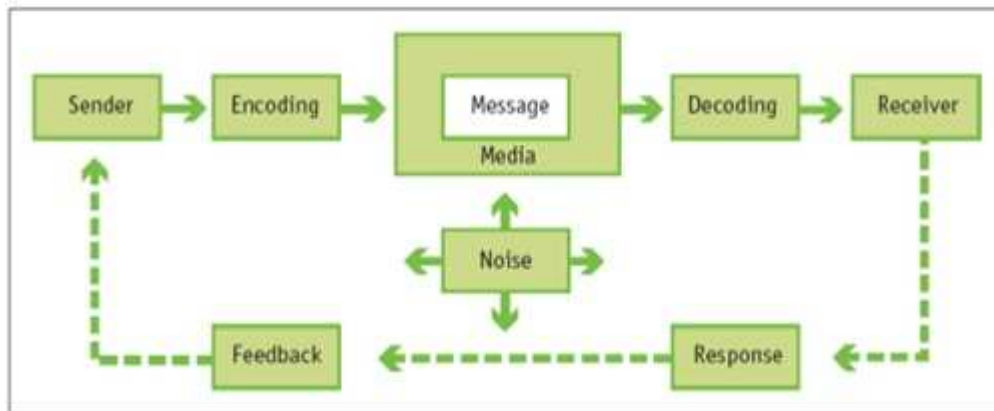 Sender
Encoding
Message
Media
Decoding
Receiver
Noise
Feedback
Response